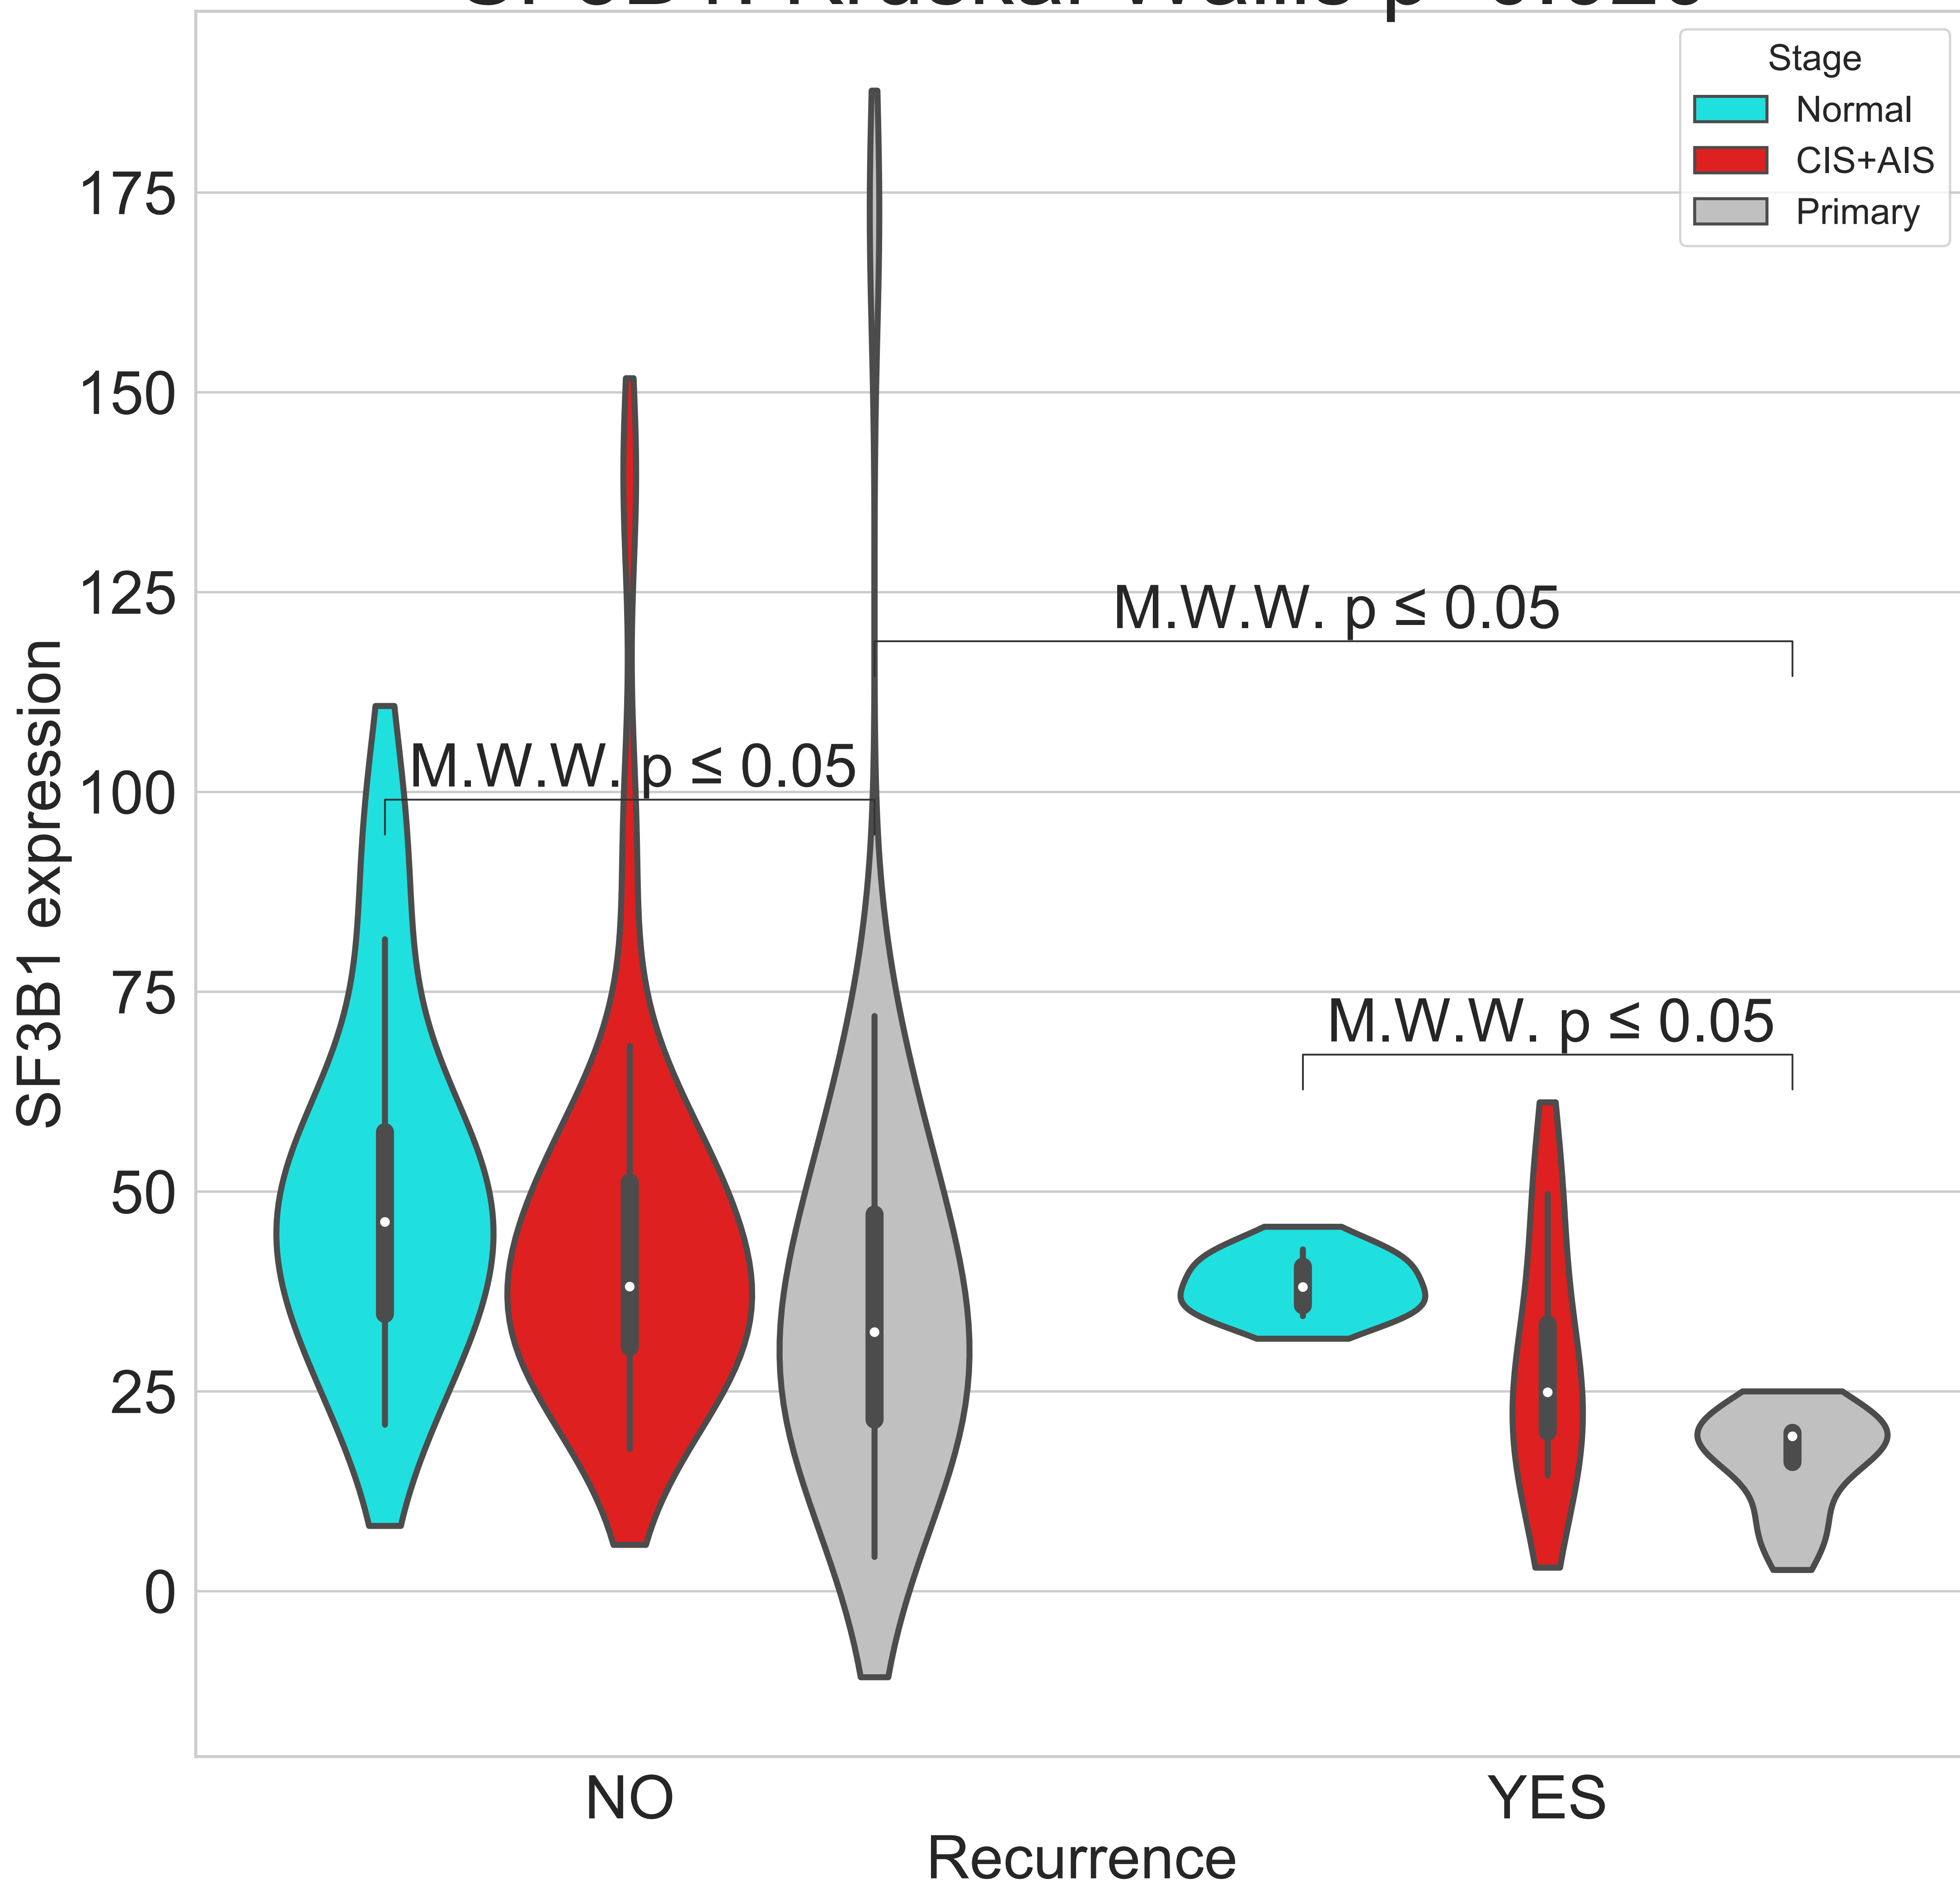 Stage
Normal
CIS+AIS
Primary
175
150
125
100
75
50
25
0
SF3B1 expression
M.W.W. p ≤ 0.05
M.W.W. p ≤ 0.05
M.W.W. p ≤ 0.05
NO
YES
Recurrence